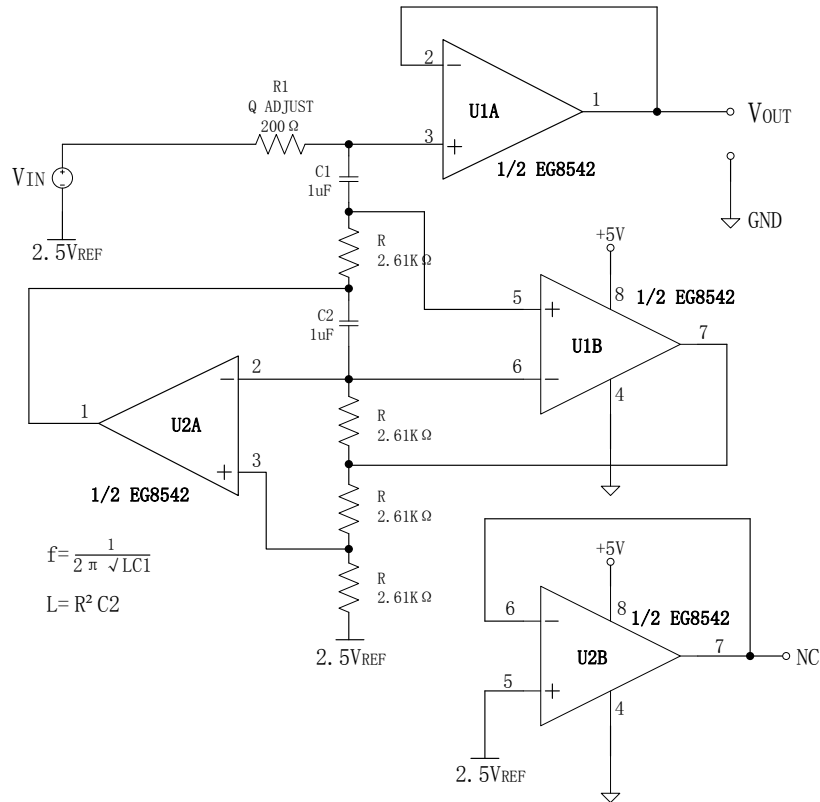 R1
Q ADJUST
200Ω
VIN
2.5VREF
C1
1uF
2
3
U1A
1
1/2 EG8542
VOUT
GND
R
2.61KΩ
C2
1uF
+5V
8
1/2 EG8542
5
6
U1B
7
4
1
2
3
U2A
1/2 EG8542
R
2.61KΩ
R
2.61KΩ
R
2.61KΩ
2.5VREF
f=1/2π√LC1
L=R²C2
+5V
8
1/2 EG8542
6
5
U2B
7
NC
4
2.5VREF